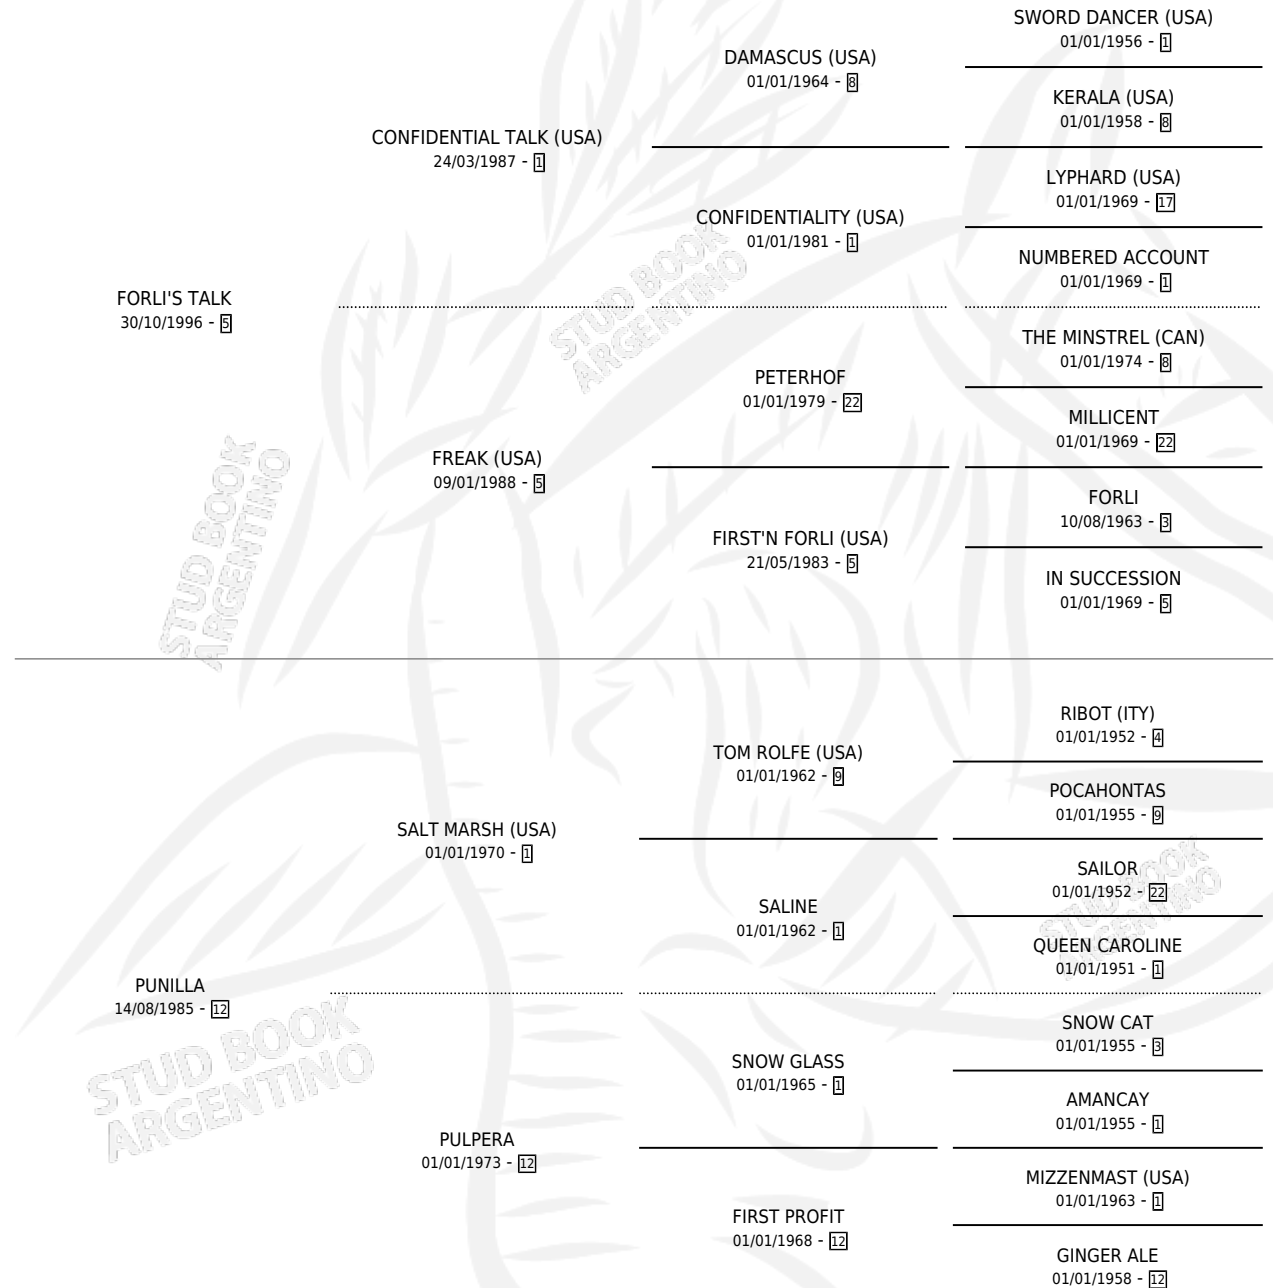 SWORD DANCER (USA)
01/01/1956 - 1
DAMASCUS (USA)
01/01/1964 - 8
KERALA (USA)
01/01/1958 - 8
CONFIDENTIAL TALK (USA)
24/03/1987 - 1
LYPHARD (USA)
01/01/1969 - 17
CONFIDENTIALITY (USA)
01/01/1981 - 1
NUMBERED ACCOUNT
01/01/1969 - 1
FORLI'S TALK
30/10/1996 - 5
THE MINSTREL (CAN)
01/01/1974 - 8
PETERHOF
01/01/1979 - 22
MILLICENT
01/01/1969 - 22
FREAK (USA)
09/01/1988 - 5
FORLI
10/08/1963 - 3
FIRST'N FORLI (USA)
21/05/1983 - 5
IN SUCCESSION
01/01/1969 - 5
RIBOT (ITY)
01/01/1952 - 4
TOM ROLFE (USA)
01/01/1962 - 9
POCAHONTAS
01/01/1955 - 9
SALT MARSH (USA)
01/01/1970 - 1
SAILOR
01/01/1952 - 22
SALINE
01/01/1962 - 1
QUEEN CAROLINE
01/01/1951 - 1
PUNILLA
14/08/1985 - 12
SNOW CAT
01/01/1955 - 3
SNOW GLASS
01/01/1965 - 1
AMANCAY
01/01/1955 - 1
PULPERA
01/01/1973 - 12
MIZZENMAST (USA)
01/01/1963 - 1
FIRST PROFIT
01/01/1968 - 12
GINGER ALE
01/01/1958 - 12
STUD BOOK
ARGENTINO
STUD BOOK
ARGENTINO
STUD BOOK
ARGENTINO
STUD BOOK
ARGENTINO